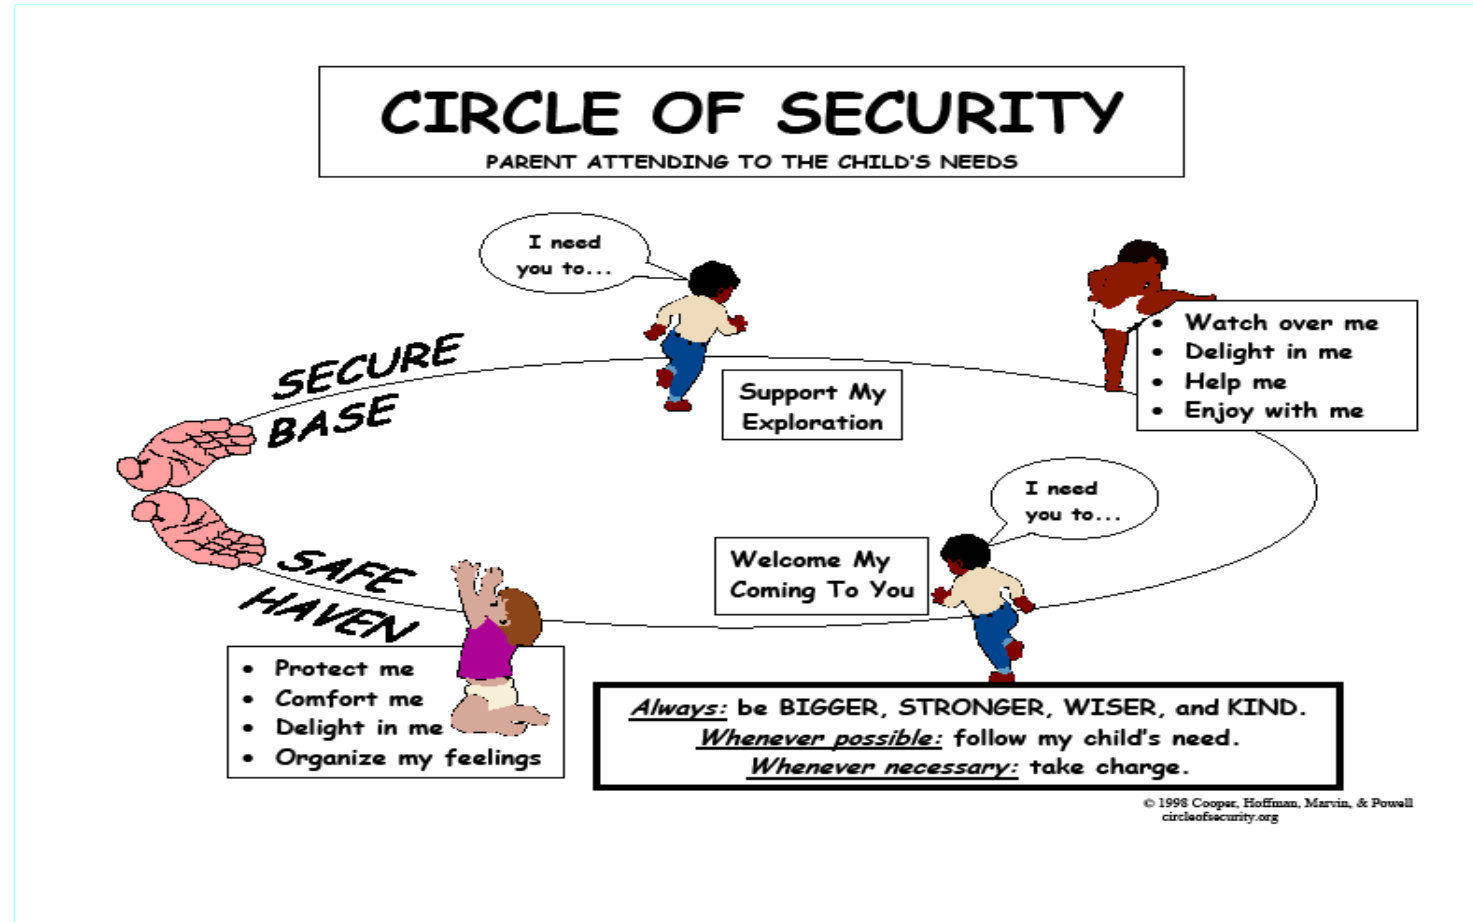 CIRCLE OF SECURITY
PARENT ATTENDING TO THE CHILD'S NEEDS
I need
you to...
SECURE
BASE
Support My
Exploration
• Watch over me
• Delight in me
• Help me
• Enjoy with me
I need
you to...
Welcome My
Coming To You
SAFE
HAVEN
• Protect me
• Comfort me
• Delight in me
• Organize my feelings
Always: be BIGGER, STRONGER, WISER, and KIND.
Whenever possible: follow my child's need.
Whenever necessary: take charge.
© 1998 Cooper, Hoffman, Marvin, & Powell
circleofsecurity.org